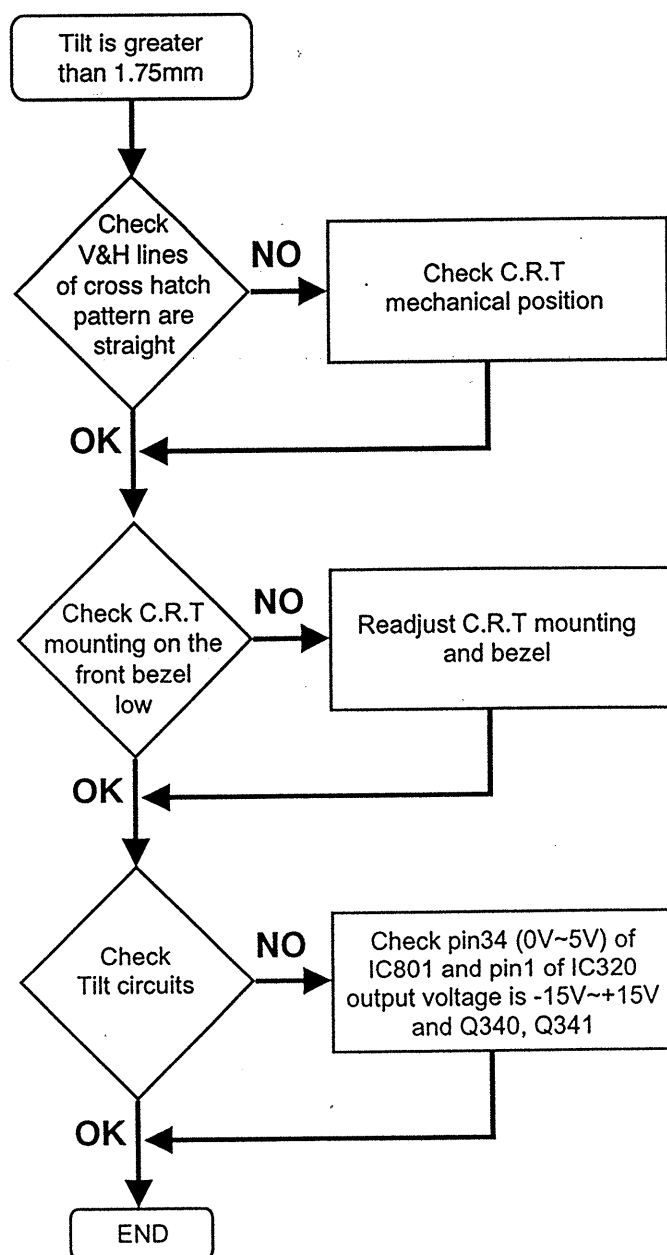 Tilt is greater
than 1.75mm
Check
V&H lines
of cross hatch
pattern are
straight
NO
Check C.R.T
mechanical position
OK
Check C.R.T
mounting on the
front bezel
low
NO
Readjust C.R.T mounting
and bezel
OK
Check
Tilt circuits
NO
Check pin34 (0V~5V) of
IC801 and pin1 of IC320
output voltage is -15V~+15V
and Q340, Q341
OK
END